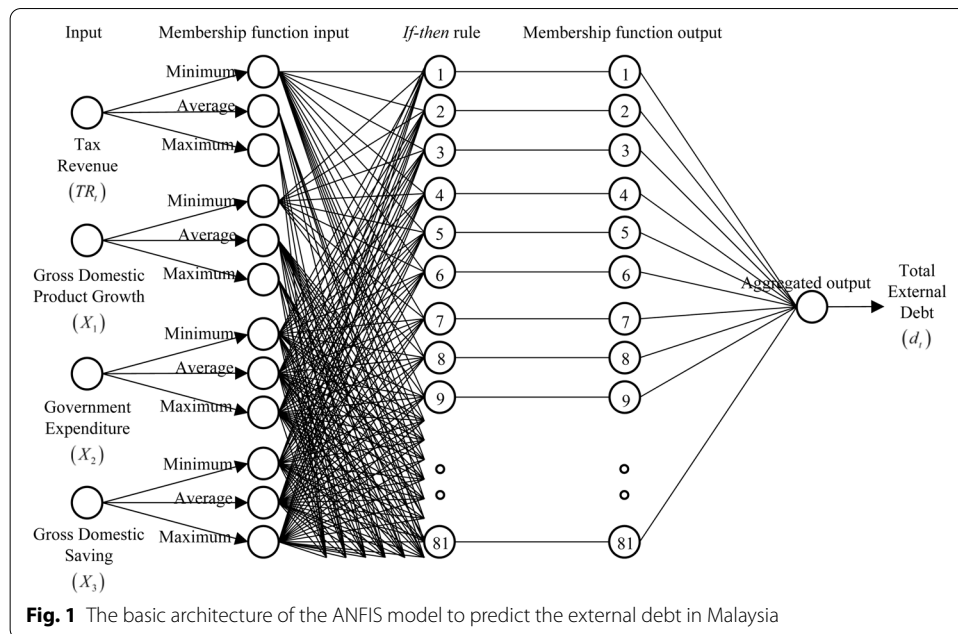 Input Membership function input If-then rule Membership function output
Minimum
Average
Maximum
Tax
Revenue
(TR_t)
Minimum
Average
Maximum
Gross Domestic
Product Growth
(X_1)
Minimum
Average
Maximum
Government
Expenditure
(X_2)
Minimum
Average
Maximum
Gross Domestic
Saving
(X_3)
1 1
2 2
3 3
4 4
5 5
6 6
7 7
8 8
9 9
81 81
Aggregated output
Total
External
Debt
(d_t)
Fig. 1 The basic architecture of the ANFIS model to predict the external debt in Malaysia